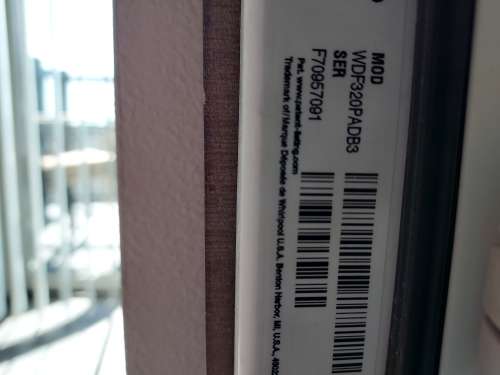 MOD
WDF320PADB3
SER
F70957091
Pat. www.patent-listing.com
Trademark of/Marque Déposée de Whirlpool U.S.A. Benton Harbor, MI, U.S.A.,